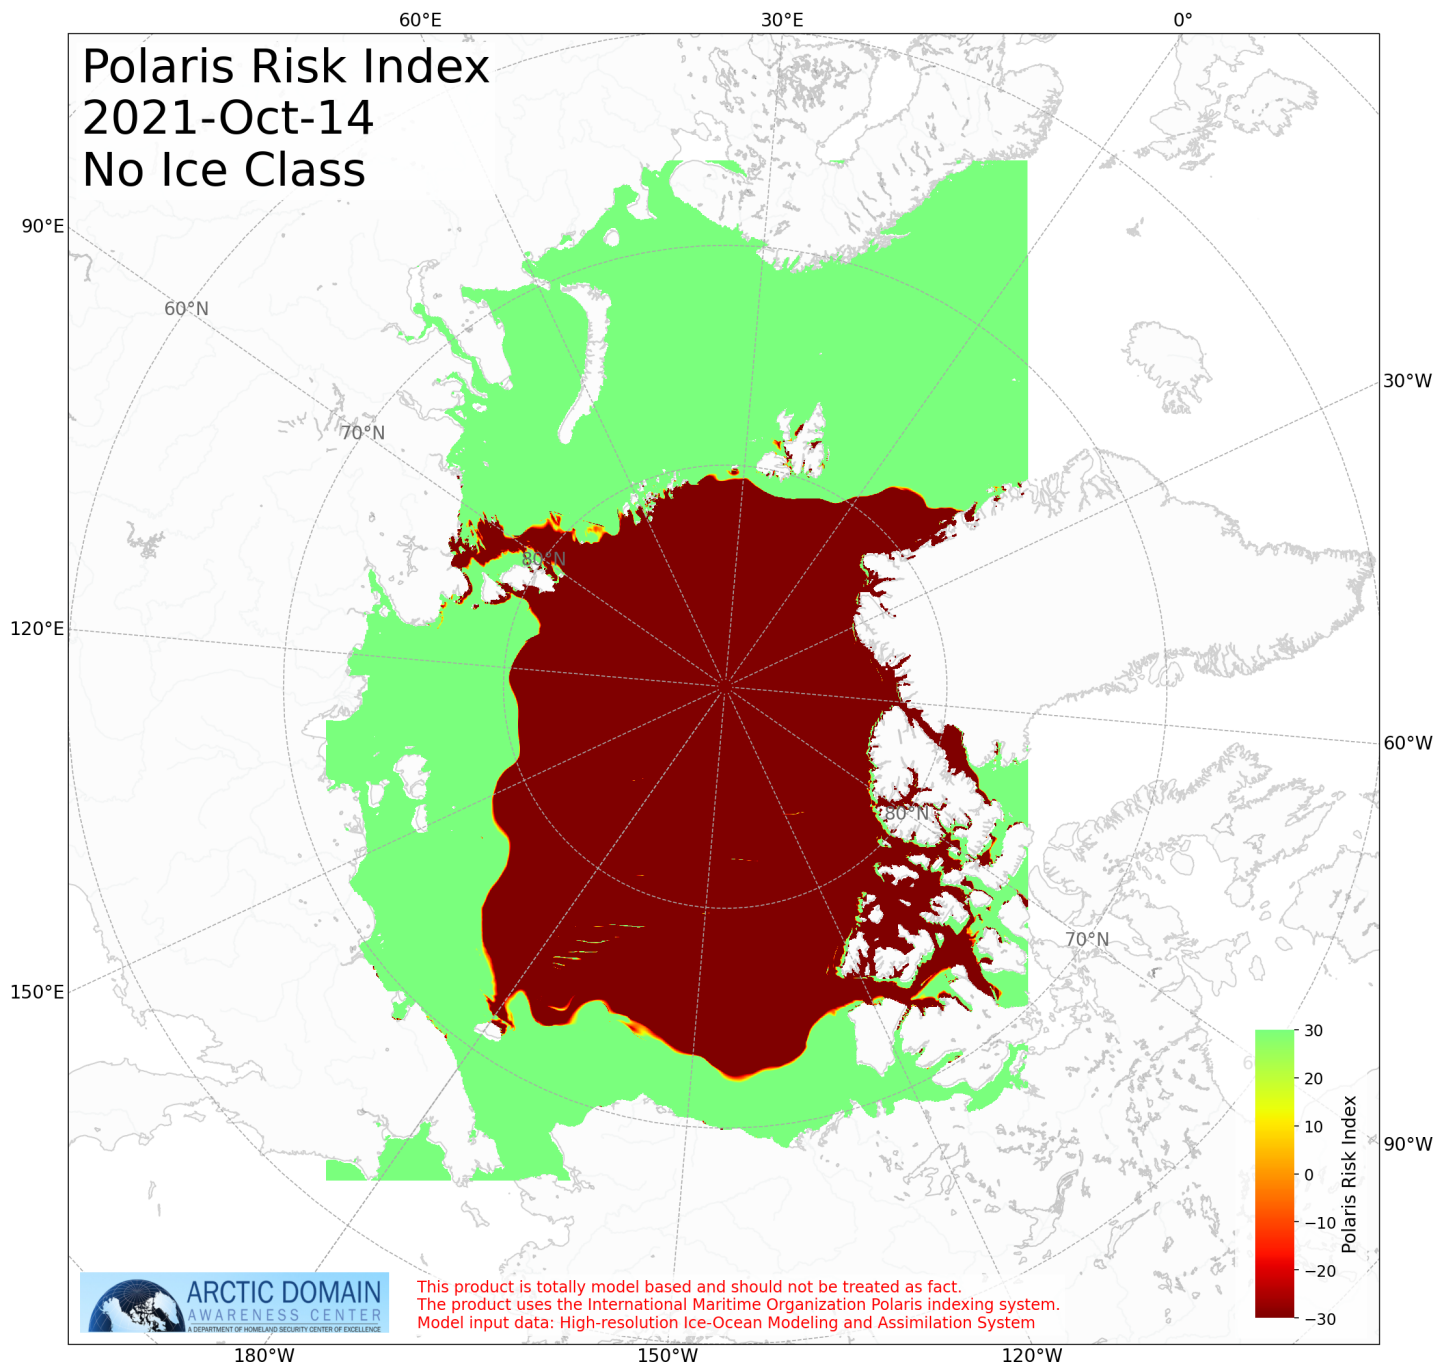 60°E
30°E
0°
Polaris Risk Index
2021-Oct-14
No Ice Class
90°E
60°N
30°W
70°N
80°N
120°E
60°W
80°N
70°N
150°E
30
20
10
0
−10
−20
−30
Polaris Risk Index
90°W
ARCTIC DOMAIN
AWARENESS CENTER
A DEPARTMENT OF HOMELAND SECURITY CENTER OF EXCELLENCE
This product is totally model based and should not be treated as fact.
The product uses the International Maritime Organization Polaris indexing system.
Model input data: High-resolution Ice-Ocean Modeling and Assimilation System
180°W
150°W
120°W